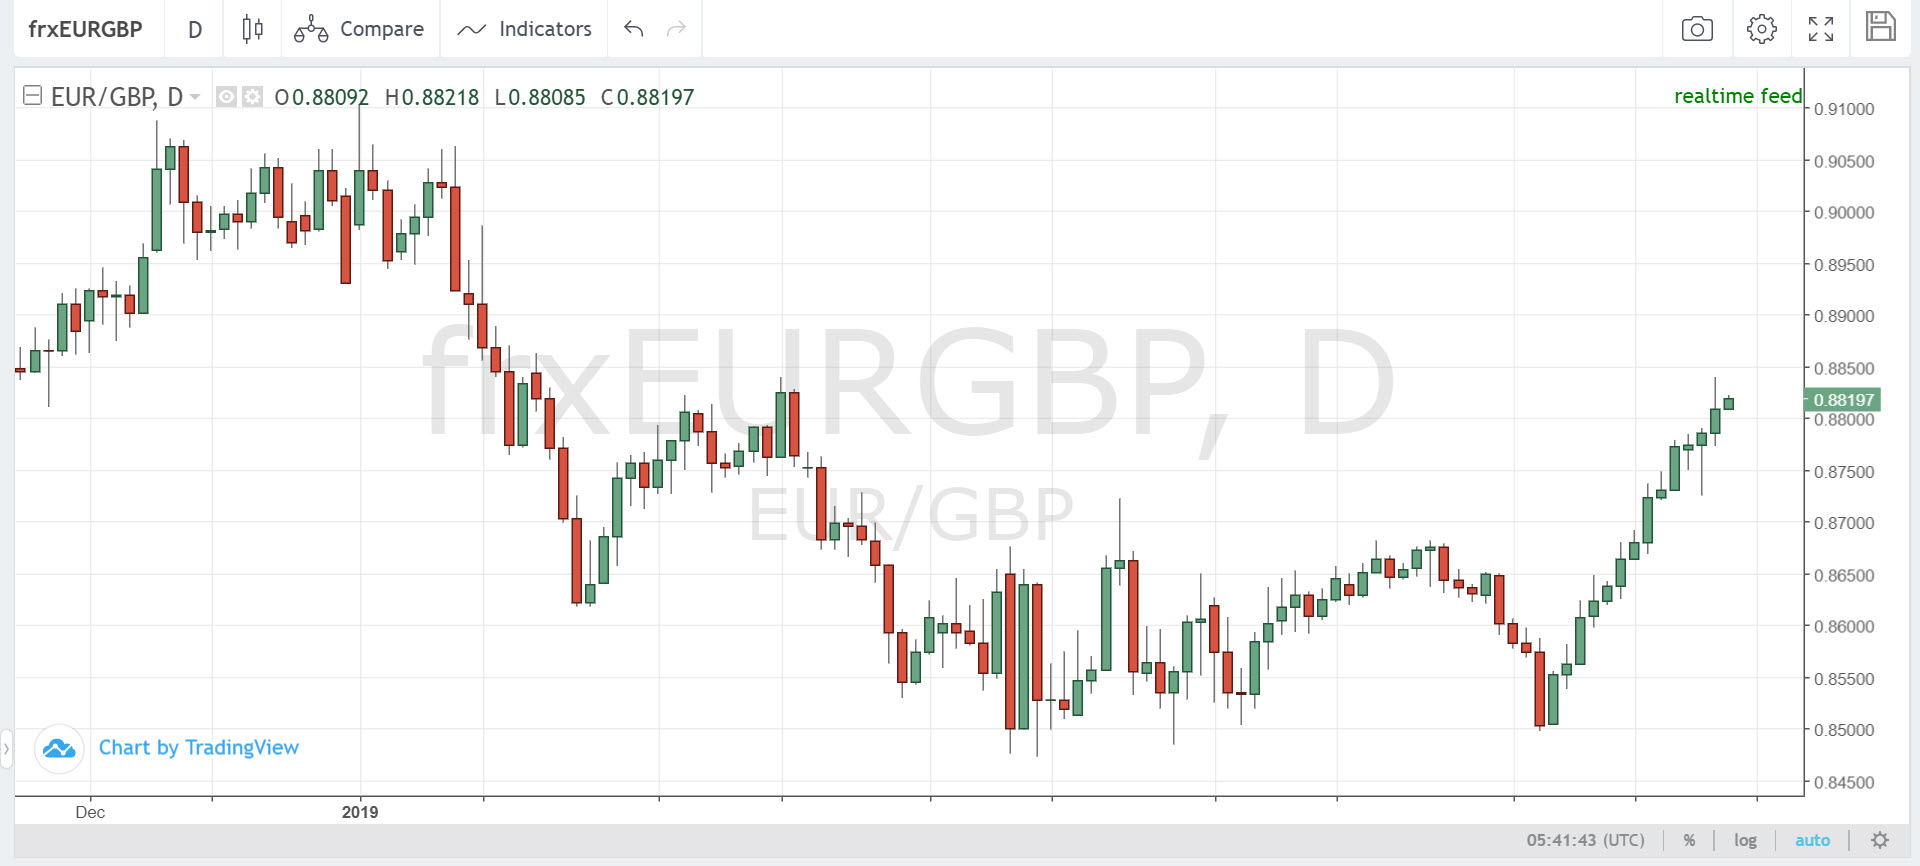 frxEURGBP D Compare Indicators
EUR/GBP, D O0.88092 H0.88218 L0.88085 C0.88197
realtime feed
0.91000
0.90500
0.90000
0.89500
0.89000
0.88500
0.88197
0.88000
0.87500
0.87000
0.86500
0.86000
0.85500
0.85000
0.84500
frxEURGBP, D
EUR/GBP
Chart by TradingView
Dec 2019
05:41:43 (UTC) % log auto